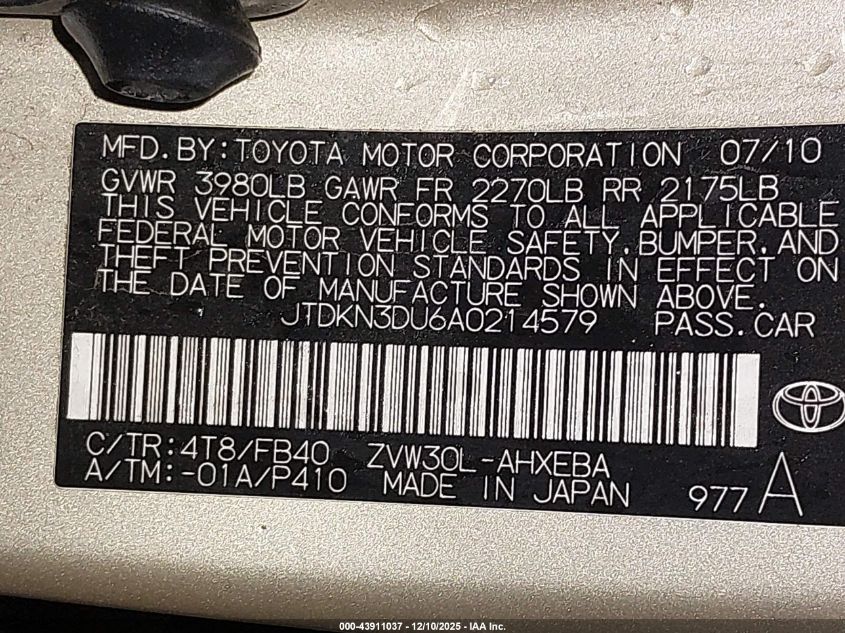 MFD. BY: TOYOTA MOTOR CORPORATION 07/10
GVWR 3980LB GAWR FR 2270LB RR 2175LB
THIS VEHICLE CONFORMS TO ALL APPLICABLE
FEDERAL MOTOR VEHICLE SAFETY, BUMPER, AND
THEFT PREVENTION STANDARDS IN EFFECT ON
THE DATE OF MANUFACTURE SHOWN ABOVE.
JTDKN3DU6A0214579 PASS. CAR
C/TR: 4T8/FB40 ZVW30L-AHXEBA
A/TM: -01A/P410 MADE IN JAPAN 977 A
000-43911037 - 12/10/2025 - IAA Inc.